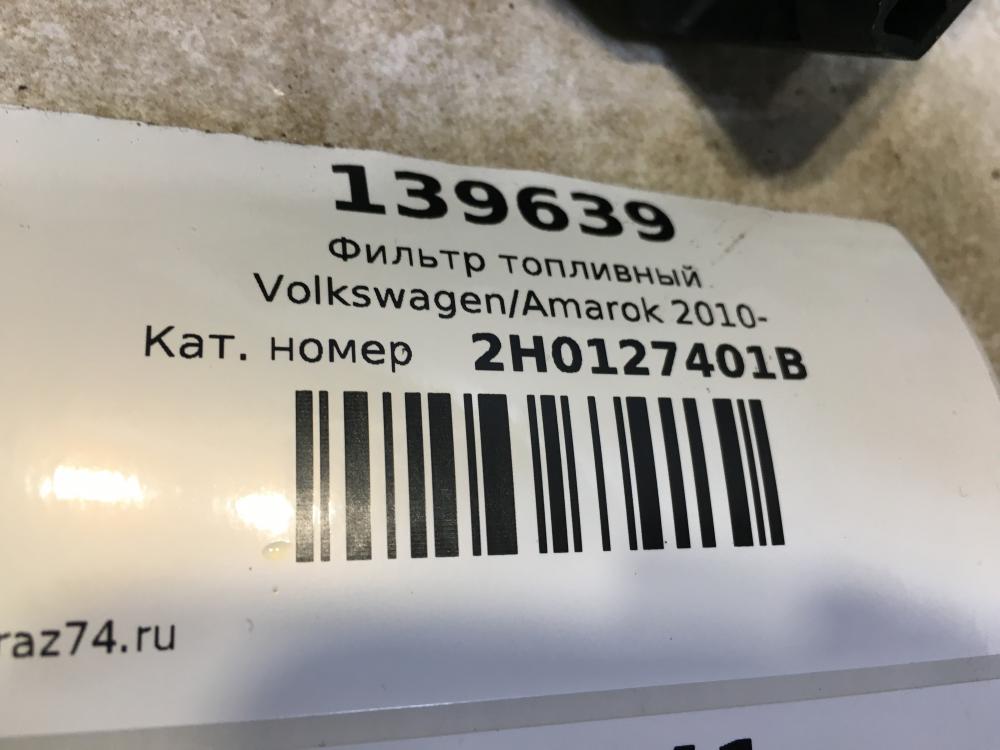 139639
Фильтр топливный
Volkswagen/Amarok 2010-
Кат. номер 2H0127401B
raz74.ru